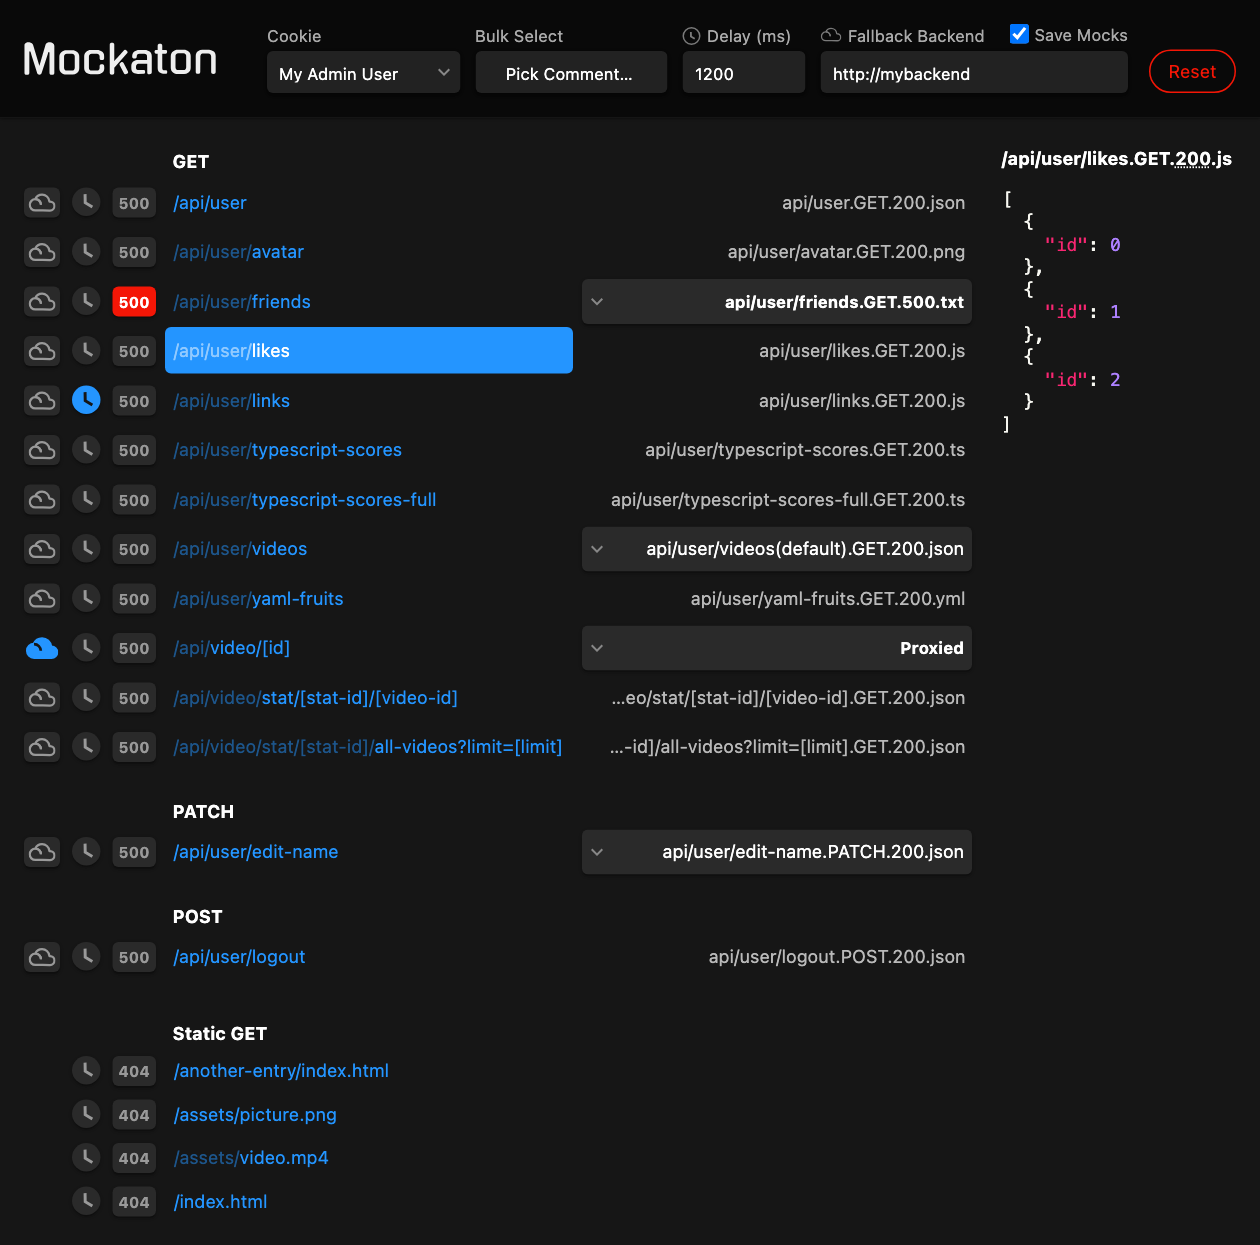 Mockaton
Cookie
My Admin User
Bulk Select
Pick Comment...
Delay (ms)
1200
Fallback Backend
http://mybackend
Save Mocks
Reset
GET
500 /api/user api/user.GET.200.json
500 /api/user/avatar api/user/avatar.GET.200.png
500 /api/user/friends api/user/friends.GET.500.txt
500 /api/user/likes api/user/likes.GET.200.js
500 /api/user/links api/user/links.GET.200.js
500 /api/user/typescript-scores api/user/typescript-scores.GET.200.ts
500 /api/user/typescript-scores-full api/user/typescript-scores-full.GET.200.ts
500 /api/user/videos api/user/videos(default).GET.200.json
500 /api/user/yaml-fruits api/user/yaml-fruits.GET.200.yml
500 /api/video/[id] Proxied
500 /api/video/stat/[stat-id]/[video-id] ...eo/stat/[stat-id]/[video-id].GET.200.json
500 /api/video/stat/[stat-id]/all-videos?limit=[limit] ...-id]/all-videos?limit=[limit].GET.200.json
PATCH
500 /api/user/edit-name api/user/edit-name.PATCH.200.json
POST
500 /api/user/logout api/user/logout.POST.200.json
Static GET
404 /another-entry/index.html
404 /assets/picture.png
404 /assets/video.mp4
404 /index.html
/api/user/likes.GET.200.js
[
{
"id": 0
},
{
"id": 1
},
{
"id": 2
}
]